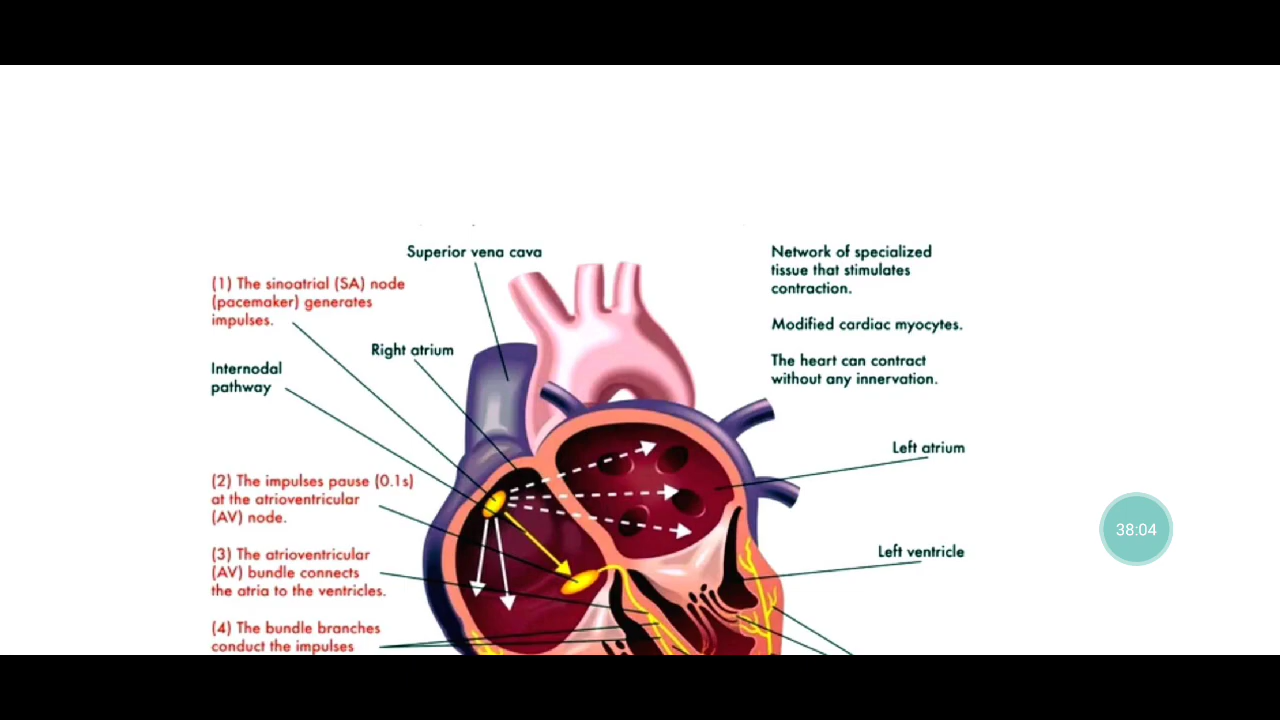 Superior vena cava
(1) The sinoatrial (SA) node
(pacemaker) generates
impulses.
Right atrium
Internodal
pathway
(2) The impulses pause (0.1s)
at the atrioventricular
(AV) node.
(3) The atrioventricular
(AV) bundle connects
the atria to the ventricles.
(4) The bundle branches
conduct the impulses
Network of specialized
tissue that stimulates
contraction.
Modified cardiac myocytes.
The heart can contract
without any innervation.
Left atrium
Left ventricle
38:04